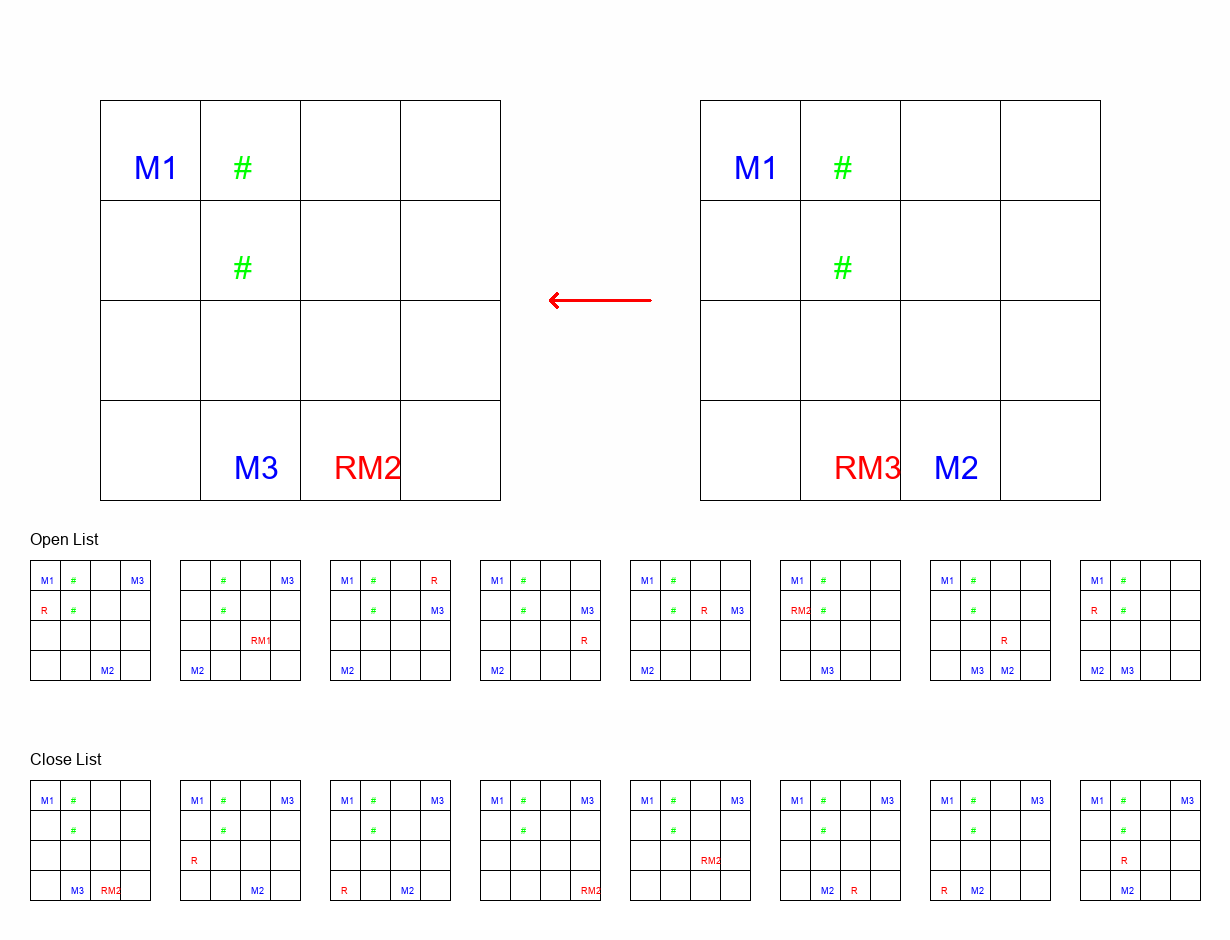 M1 # M1 #
# #
M3 RM2 RM3 M2
Open List
M1 # M3 # M3 M1 # R M1 # M1 # M1 # M1 # M1 #
R # # # M3 # M3 # R M3 RM2 # # R #
RM1 R R
M2 M2 M2 M2 M2 M3 M3 M2 M2 M3
Close List
M1 # M1 # M3 M1 # M3 M1 # M3 M1 # M3 M1 # M3 M1 # M3 M1 # M3
# # # # # # # #
R RM2 R
M3 RM2 M2 R M2 RM2 M2 R R M2 M2